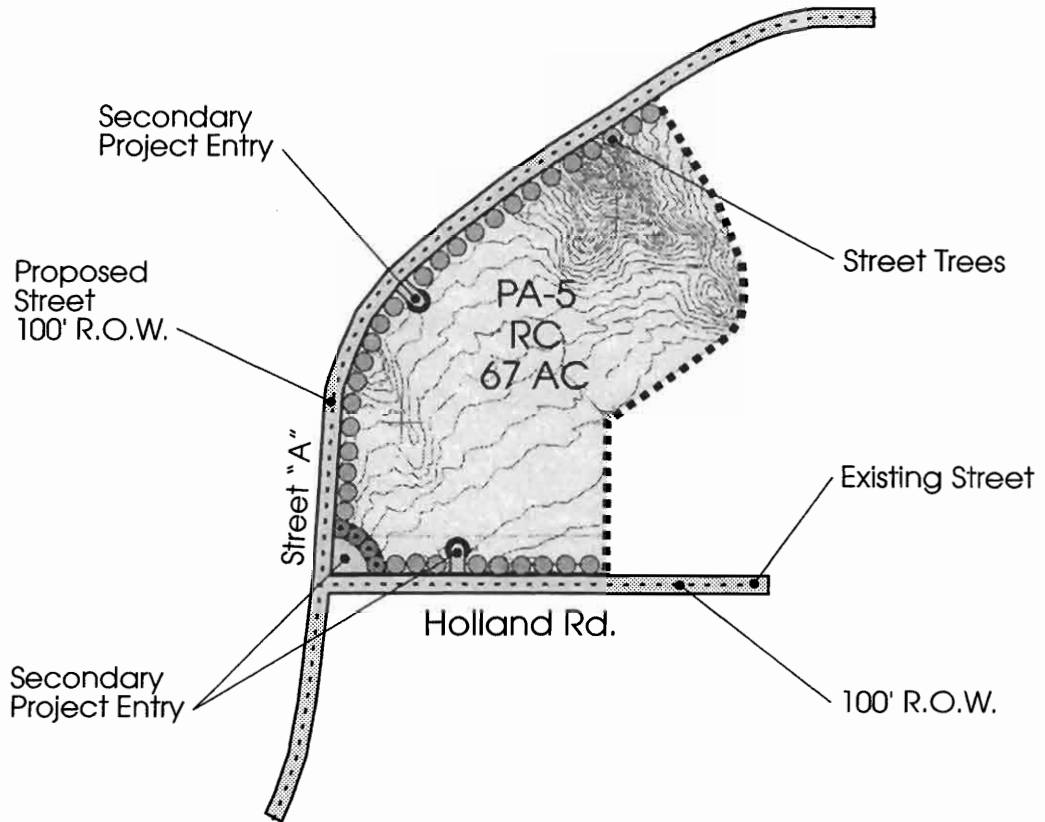 Secondary
Project Entry
Proposed
Street
100' R.O.W.
Street Trees
PA-5
RC
67 AC
Street "A"
Existing Street
Holland Rd.
Secondary
Project Entry
100' R.O.W.